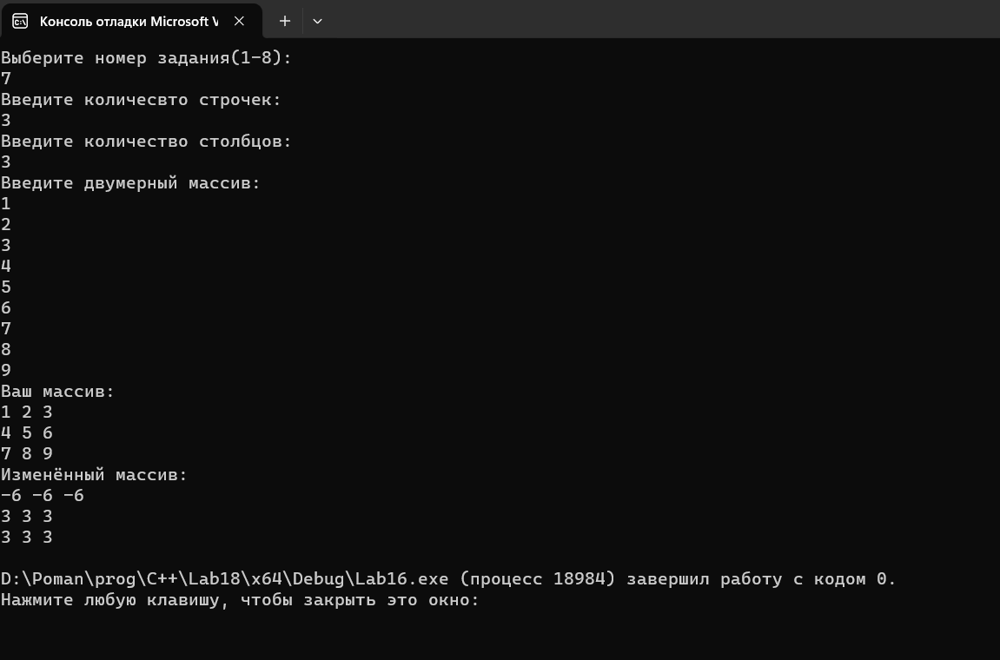 Консоль отладки Microsoft V
Выберите номер задания(1-8):
7
Введите количесвто строчек:
3
Введите количество столбцов:
3
Введите двумерный массив:
1
2
3
4
5
6
7
8
9
Ваш массив:
1 2 3
4 5 6
7 8 9
Изменённый массив:
-6 -6 -6
3 3 3
3 3 3
D:\Poman\prog\C++\Lab18\x64\Debug\Lab16.exe (процесс 18984) завершил работу с кодом 0.
Нажмите любую клавишу, чтобы закрыть это окно: